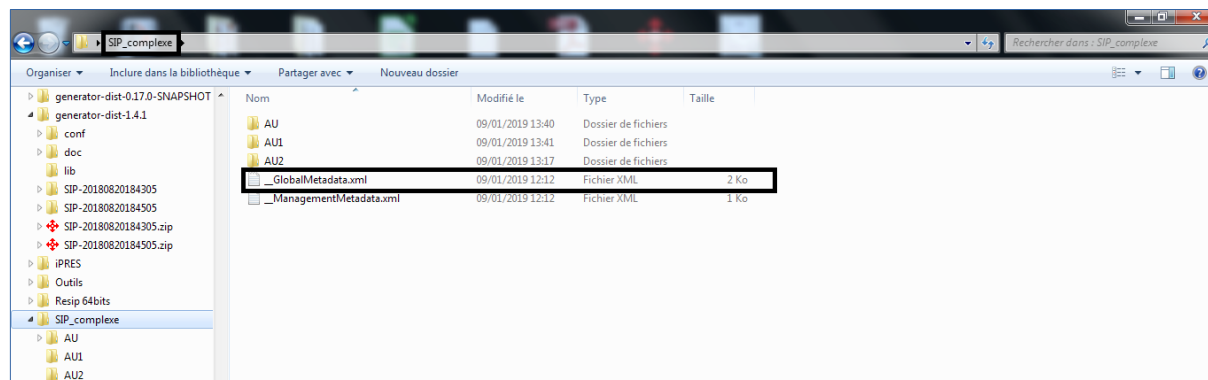 SIP_complexe
Rechercher dans : SIP_complexe
Organiser Inclure dans la bibliothèque Partager avec Nouveau dossier
generator-dist-0.17.0-SNAPSHOT
generator-dist-1.4.1
conf
doc
lib
SIP-20180820184305
SIP-20180820184505
SIP-20180820184305.zip
SIP-20180820184505.zip
iPRES
Outils
Resip 64bits
SIP_complexe
AU
AU1
AU2
Nom Modifié le Type Taille
AU 09/01/2019 13:40 Dossier de fichiers
AU1 09/01/2019 13:41 Dossier de fichiers
AU2 09/01/2019 13:17 Dossier de fichiers
__GlobalMetadata.xml 09/01/2019 12:12 Fichier XML 2 Ko
__ManagementMetadata.xml 09/01/2019 12:12 Fichier XML 1 Ko